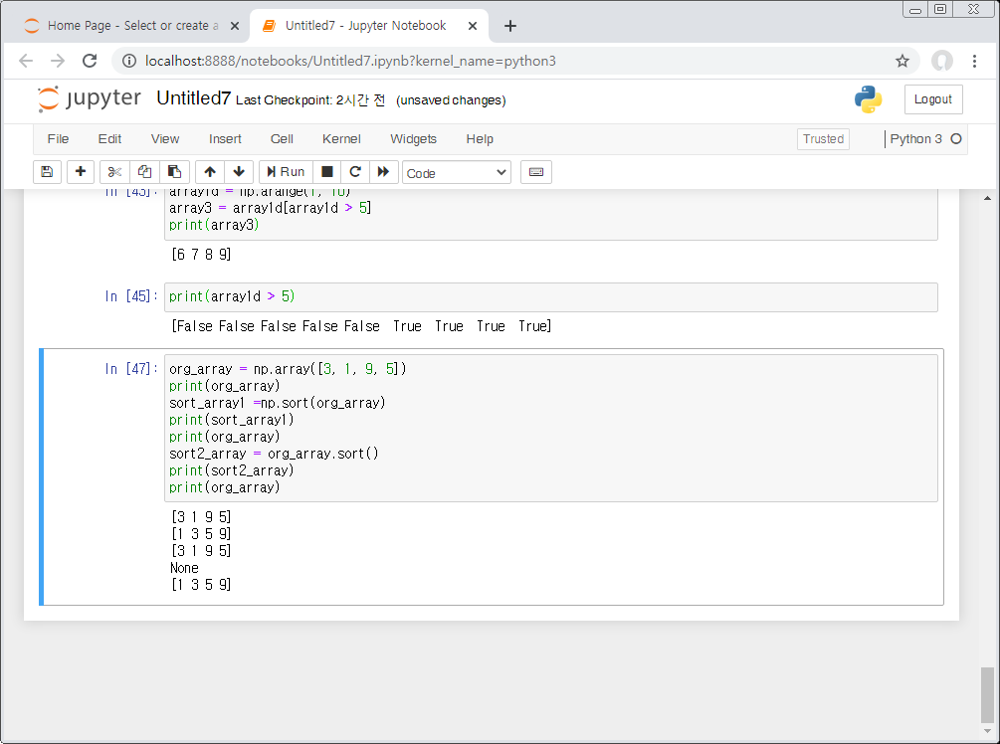 Home Page - Select or create a
Untitled7 - Jupyter Notebook
localhost:8888/notebooks/Untitled7.ipynb?kernel_name=python3
jupyter Untitled7 Last Checkpoint: 2시간 전 (unsaved changes)
Logout
File Edit View Insert Cell Kernel Widgets Help
Trusted
Python 3
Run
Code
In [43]: array1d = np.arange(1, 10)
array3 = array1d[array1d > 5]
print(array3)
[6 7 8 9]
In [45]: print(array1d > 5)
[False False False False False  True  True  True  True]
In [47]: org_array = np.array([3, 1, 9, 5])
print(org_array)
sort_array1 =np.sort(org_array)
print(sort_array1)
print(org_array)
sort2_array = org_array.sort()
print(sort2_array)
print(org_array)
[3 1 9 5]
[1 3 5 9]
[3 1 9 5]
None
[1 3 5 9]